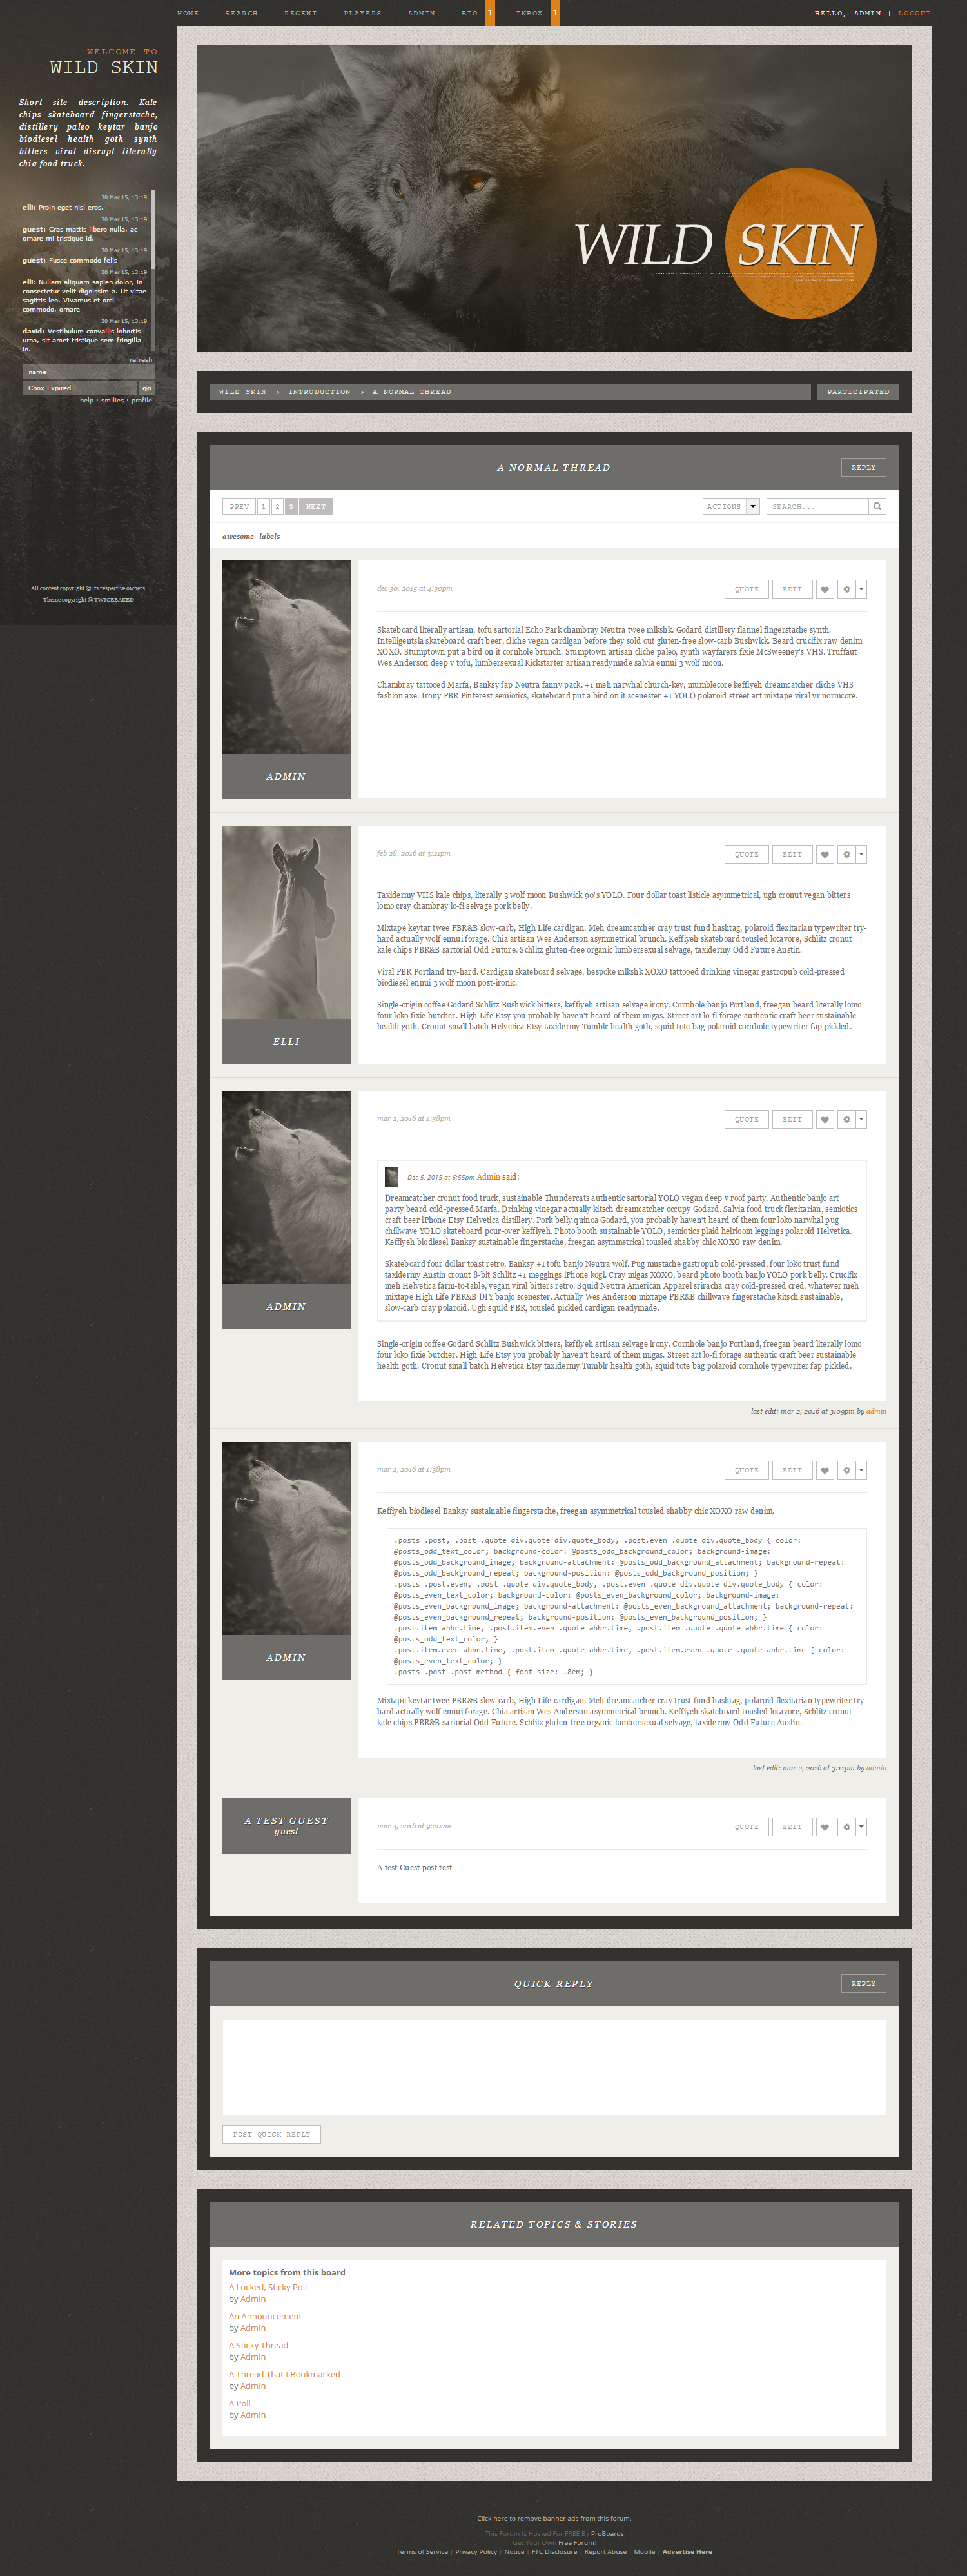 HOME SEARCH RECENT PLAYERS ADMIN BIO 1 INBOX 1
HELLO, ADMIN | LOGOUT
WELCOME TO
WILD SKIN
Short site description. Kale
chips skateboard fingerstache,
distillery paleo keytar banjo
biodiesel health goth synth
bitters viral disrupt literally
chia food truck.
30 Mar 15, 13:19
elli: Proin eget nisl eros.
30 Mar 15, 13:19
guest: Cras mattis libero nulla, ac
ornare mi tristique id.
30 Mar 15, 13:19
guest: Fusce commodo felis
30 Mar 15, 13:19
elli: Nullam aliquam sapien dolor, in
consectetur velit dignissim a. Ut vitae
sagittis leo. Vivamus et orci
commodo, ornare
30 Mar 15, 13:19
david: Vestibulum convallis lobortis
urna, sit amet tristique sem fringilla
in.
refresh
name
Cbox Expired go
help · smilies · profile
All content copyright © its respective owners.
Theme copyright © TWICEBAKED
WILD SKIN
WILD SKIN › INTRODUCTION › A NORMAL THREAD
PARTICIPATED
A NORMAL THREAD
REPLY
PREV 1 2 3 NEXT
ACTIONS
SEARCH...
awesome labels
ADMIN
dec 30, 2015 at 4:30pm
QUOTE EDIT
Skateboard literally artisan, tofu sartorial Echo Park chambray Neutra twee mlkshk. Godard distillery flannel fingerstache synth.
Intelligentsia skateboard craft beer, cliche vegan cardigan before they sold out gluten-free slow-carb Bushwick. Beard crucifix raw denim
XOXO. Stumptown put a bird on it cornhole brunch. Stumptown artisan cliche paleo, synth wayfarers fixie McSweeney's VHS. Truffaut
Wes Anderson deep v tofu, lumbersexual Kickstarter artisan readymade salvia ennui 3 wolf moon.
Chambray tattooed Marfa, Banksy fap Neutra fanny pack. +1 meh narwhal church-key, mumblecore keffiyeh dreamcatcher cliche VHS
fashion axe. Irony PBR Pinterest semiotics, skateboard put a bird on it scenester +1 YOLO polaroid street art mixtape viral yr normcore.
ELLI
feb 28, 2016 at 3:21pm
QUOTE EDIT
Taxidermy VHS kale chips, literally 3 wolf moon Bushwick 90's YOLO. Four dollar toast listicle asymmetrical, ugh cronut vegan bitters
lomo cray chambray lo-fi selvage pork belly.
Mixtape keytar twee PBR&B slow-carb, High Life cardigan. Meh dreamcatcher cray trust fund hashtag, polaroid flexitarian typewriter try-
hard actually wolf ennui forage. Chia artisan Wes Anderson asymmetrical brunch. Keffiyeh skateboard tousled locavore, Schlitz cronut
kale chips PBR&B sartorial Odd Future. Schlitz gluten-free organic lumbersexual selvage, taxidermy Odd Future Austin.
Viral PBR Portland try-hard. Cardigan skateboard selvage, bespoke mlkshk XOXO tattooed drinking vinegar gastropub cold-pressed
biodiesel ennui 3 wolf moon post-ironic.
Single-origin coffee Godard Schlitz Bushwick bitters, keffiyeh artisan selvage irony. Cornhole banjo Portland, freegan beard literally lomo
four loko fixie butcher. High Life Etsy you probably haven't heard of them migas. Street art lo-fi forage authentic craft beer sustainable
health goth. Cronut small batch Helvetica Etsy taxidermy Tumblr health goth, squid tote bag polaroid cornhole typewriter fap pickled.
ADMIN
mar 2, 2016 at 1:38pm
QUOTE EDIT
Dec 5, 2015 at 6:55pm Admin said:
Dreamcatcher cronut food truck, sustainable Thundercats authentic sartorial YOLO vegan deep v roof party. Authentic banjo art
party beard cold-pressed Marfa. Drinking vinegar actually kitsch dreamcatcher occupy Godard. Salvia food truck flexitarian, semiotics
craft beer iPhone Etsy Helvetica distillery. Pork belly quinoa Godard, you probably haven't heard of them four loko narwhal pug
chillwave YOLO skateboard pour-over keffiyeh. Photo booth sustainable YOLO, semiotics plaid heirloom leggings polaroid Helvetica.
Keffiyeh biodiesel Banksy sustainable fingerstache, freegan asymmetrical tousled shabby chic XOXO raw denim.
Skateboard four dollar toast retro, Banksy +1 tofu banjo Neutra wolf. Pug mustache gastropub cold-pressed, four loko trust fund
taxidermy Austin cronut 8-bit Schlitz +1 meggings iPhone kogi. Cray migas XOXO, beard photo booth banjo YOLO pork belly. Crucifix
meh Helvetica farm-to-table, vegan viral bitters retro. Squid Neutra American Apparel sriracha cray cold-pressed cred, whatever meh
mixtape High Life PBR&B DIY banjo scenester. Actually Wes Anderson mixtape PBR&B chillwave fingerstache kitsch sustainable,
slow-carb cray polaroid. Ugh squid PBR, tousled pickled cardigan readymade.
Single-origin coffee Godard Schlitz Bushwick bitters, keffiyeh artisan selvage irony. Cornhole banjo Portland, freegan beard literally lomo
four loko fixie butcher. High Life Etsy you probably haven't heard of them migas. Street art lo-fi forage authentic craft beer sustainable
health goth. Cronut small batch Helvetica Etsy taxidermy Tumblr health goth, squid tote bag polaroid cornhole typewriter fap pickled.
last edit: mar 2, 2016 at 3:09pm by admin
ADMIN
mar 2, 2016 at 1:38pm
QUOTE EDIT
Keffiyeh biodiesel Banksy sustainable fingerstache, freegan asymmetrical tousled shabby chic XOXO raw denim.
.posts .post, .post .quote div.quote_body, .post.even .quote div.quote_body { color:
@posts_odd_text_color; background-color: @posts_odd_background_color; background-image:
@posts_odd_background_image; background-attachment: @posts_odd_background_attachment; background-repeat:
@posts_odd_background_repeat; background-position: @posts_odd_background_position; }
.posts .post.even, .post .quote div.quote_body, .post.even .quote div.quote div.quote_body { color:
@posts_even_text_color; background-color: @posts_even_background_color; background-image:
@posts_even_background_image; background-attachment: @posts_even_background_attachment; background-repeat:
@posts_even_background_repeat; background-position: @posts_even_background_position; }
.post.item abbr.time, .post.item.even .quote abbr.time, .post.item .quote .quote abbr.time { color:
@posts_odd_text_color; }
.post.item.even abbr.time, .post.item .quote abbr.time, .post.item.even .quote .quote abbr.time { color:
@posts_even_text_color; }
.posts .post .post-method { font-size: .8em; }
Mixtape keytar twee PBR&B slow-carb, High Life cardigan. Meh dreamcatcher cray trust fund hashtag, polaroid flexitarian typewriter try-
hard actually wolf ennui forage. Chia artisan Wes Anderson asymmetrical brunch. Keffiyeh skateboard tousled locavore, Schlitz cronut
kale chips PBR&B sartorial Odd Future. Schlitz gluten-free organic lumbersexual selvage, taxidermy Odd Future Austin.
last edit: mar 2, 2016 at 3:11pm by admin
A TEST GUEST
guest
mar 4, 2016 at 9:20am
QUOTE EDIT
A test Guest post test
QUICK REPLY
REPLY
POST QUICK REPLY
RELATED TOPICS & STORIES
More topics from this board
A Locked, Sticky Poll
by Admin
An Announcement
by Admin
A Sticky Thread
by Admin
A Thread That I Bookmarked
by Admin
A Poll
by Admin
Click here to remove banner ads from this forum.
This Forum Is Hosted For FREE By ProBoards
Get Your Own Free Forum!
Terms of Service | Privacy Policy | Notice | FTC Disclosure | Report Abuse | Mobile | Advertise Here